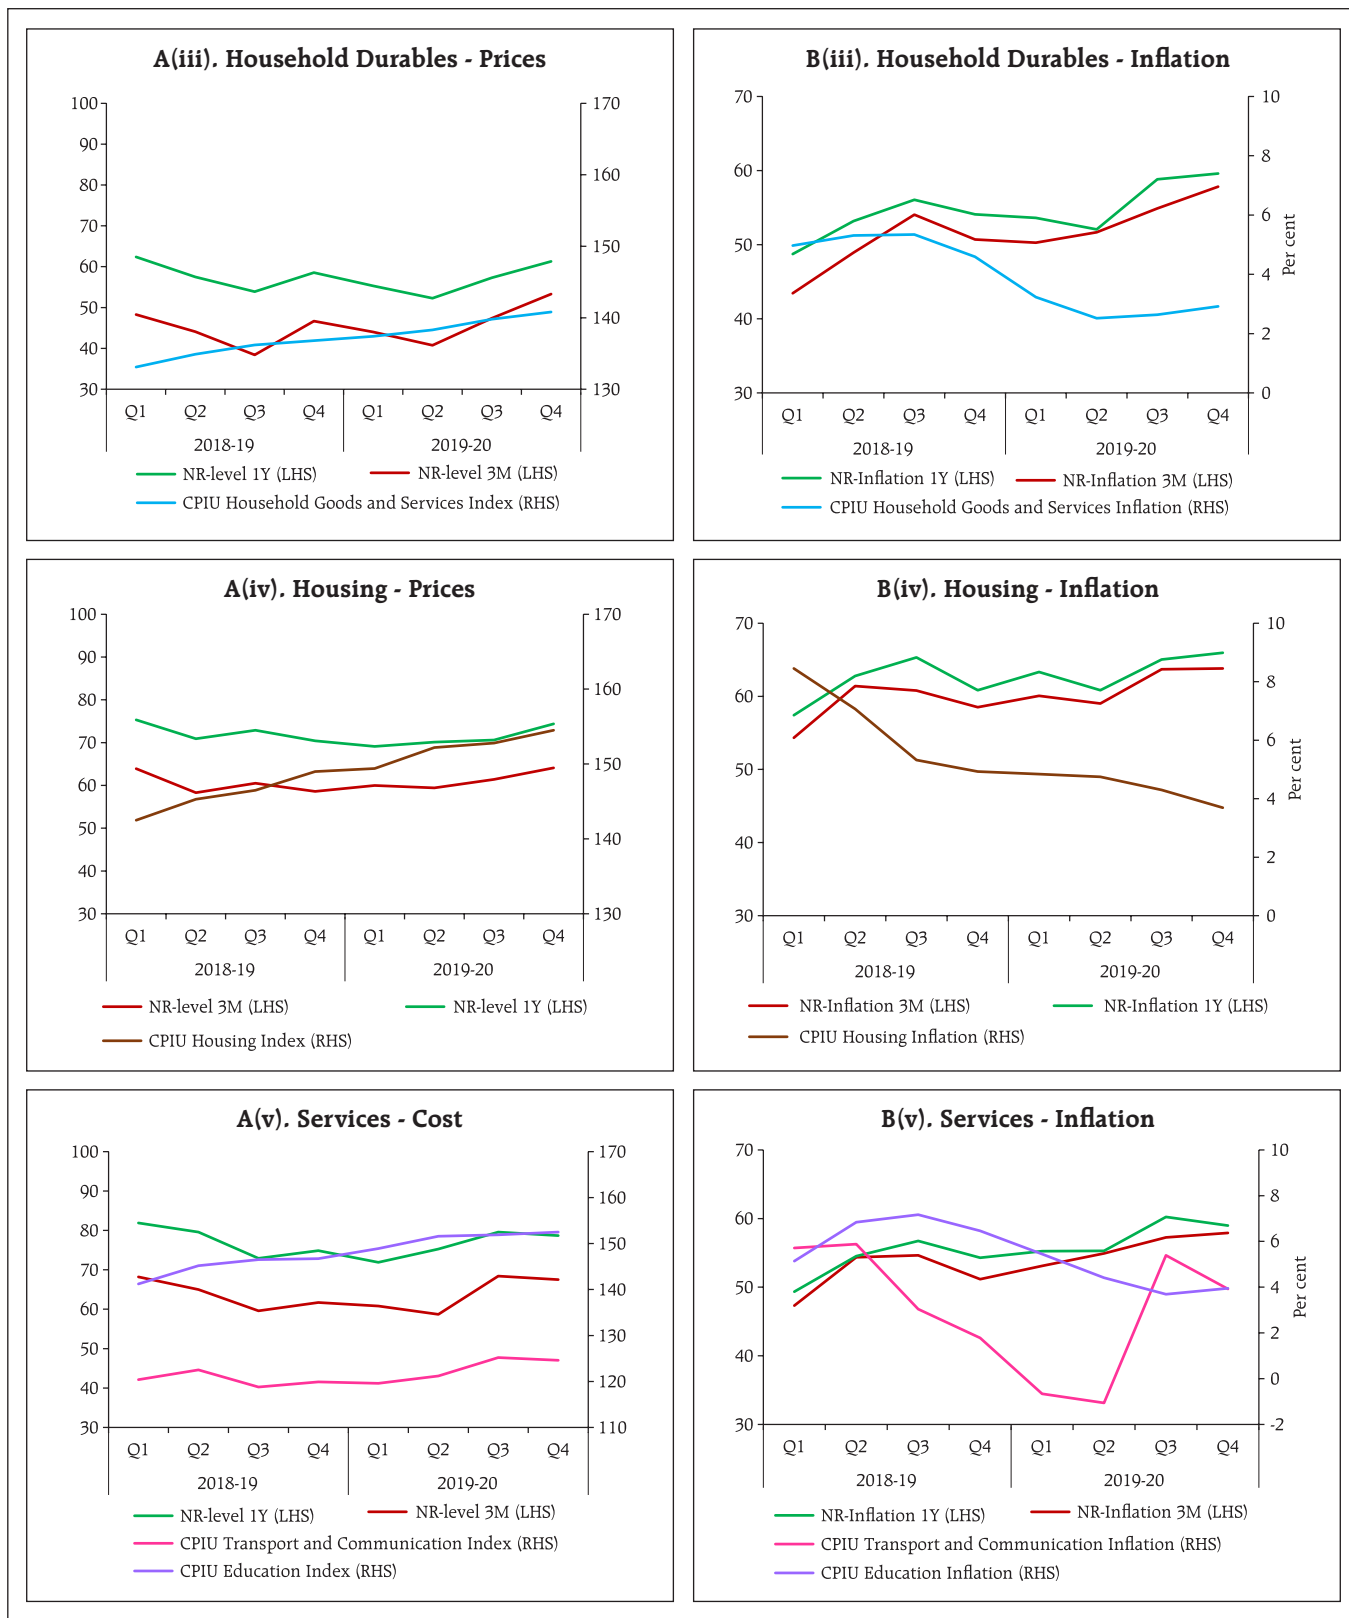 A(iii). Household Durables - Prices
100
90
80
70
60
50
40
30
170
160
150
140
130
Q1 Q2 Q3 Q4 Q1 Q2 Q3 Q4
2018-19 2019-20
NR-level 1Y (LHS) NR-level 3M (LHS)
CPIU Household Goods and Services Index (RHS)
B(iii). Household Durables - Inflation
70
60
50
40
30
10
8
6
4
2
0
Per cent
Q1 Q2 Q3 Q4 Q1 Q2 Q3 Q4
2018-19 2019-20
NR-Inflation 1Y (LHS) NR-Inflation 3M (LHS)
CPIU Household Goods and Services Inflation (RHS)
A(iv). Housing - Prices
100
90
80
70
60
50
40
30
170
160
150
140
130
Q1 Q2 Q3 Q4 Q1 Q2 Q3 Q4
2018-19 2019-20
NR-level 3M (LHS) NR-level 1Y (LHS)
CPIU Housing Index (RHS)
B(iv). Housing - Inflation
70
60
50
40
30
10
8
6
4
2
0
Per cent
Q1 Q2 Q3 Q4 Q1 Q2 Q3 Q4
2018-19 2019-20
NR-Inflation 3M (LHS) NR-Inflation 1Y (LHS)
CPIU Housing Inflation (RHS)
A(v). Services - Cost
100
90
80
70
60
50
40
30
170
160
150
140
130
120
110
Q1 Q2 Q3 Q4 Q1 Q2 Q3 Q4
2018-19 2019-20
NR-level 1Y (LHS) NR-level 3M (LHS)
CPIU Transport and Communication Index (RHS)
CPIU Education Index (RHS)
B(v). Services - Inflation
70
60
50
40
30
10
8
6
4
2
0
-2
Per cent
Q1 Q2 Q3 Q4 Q1 Q2 Q3 Q4
2018-19 2019-20
NR-Inflation 1Y (LHS) NR-Inflation 3M (LHS)
CPIU Transport and Communication Inflation (RHS)
CPIU Education Inflation (RHS)